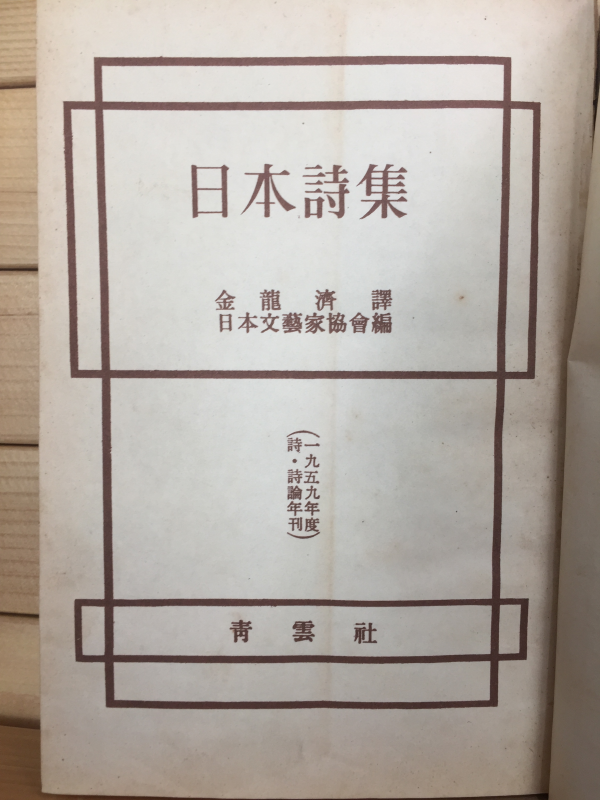 日本詩集
金龍濟譯
日本文藝家協會編
(一九五九年度
詩・詩論年刊)
靑雲社